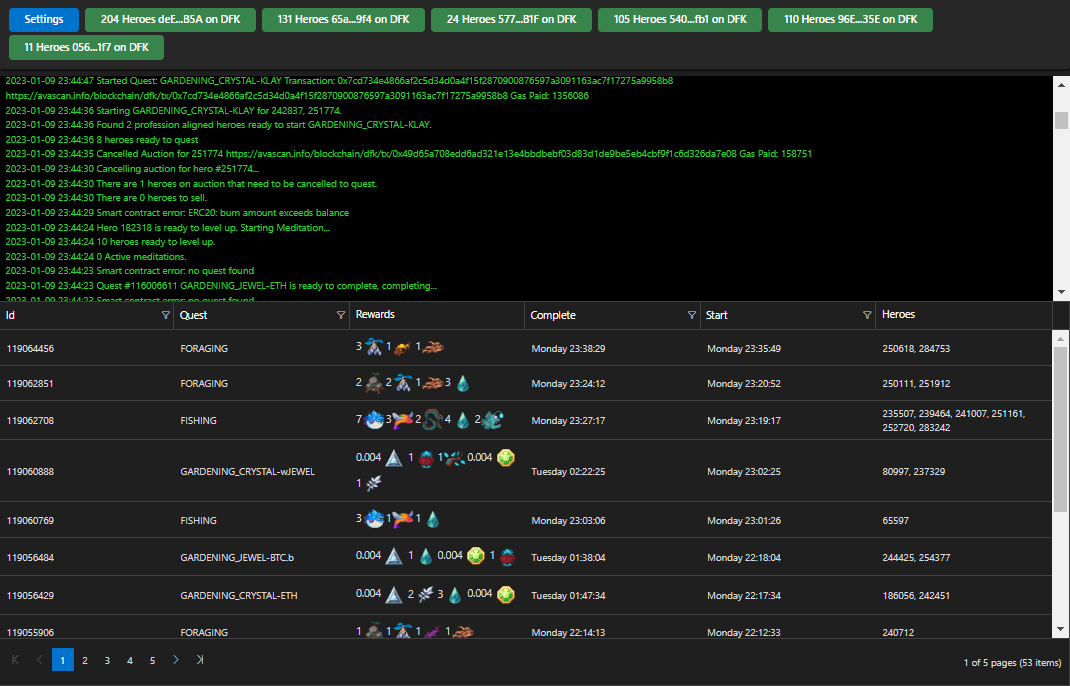 Settings 204 Heroes deE...B5A on DFK 131 Heroes 65a...9f4 on DFK 24 Heroes 577...B1F on DFK 105 Heroes 540...fb1 on DFK 110 Heroes 96E...35E on DFK
11 Heroes 056...1f7 on DFK
2023-01-09 23:44:47 Started Quest: GARDENING_CRYSTAL-KLAY Transaction: 0x7cd734e4866af2c5d34d0a4f15f2870900876597a3091163ac7f17275a9958b8
https://avascan.info/blockchain/dfk/tx/0x7cd734e4866af2c5d34d0a4f15f2870900876597a3091163ac7f17275a9958b8 Gas Paid: 1356086
2023-01-09 23:44:36 Starting GARDENING_CRYSTAL-KLAY for 242837, 251774.
2023-01-09 23:44:36 Found 2 profession aligned heroes ready to start GARDENING_CRYSTAL-KLAY.
2023-01-09 23:44:36 8 heroes ready to quest
2023-01-09 23:44:35 Cancelled Auction for 251774 https://avascan.info/blockchain/dfk/tx/0x49d65a708edd6ad321e13e4bbdbebf03d83d1de9be5eb4cbf9f1c6d326da7e08 Gas Paid: 158751
2023-01-09 23:44:30 Cancelling auction for hero #251774...
2023-01-09 23:44:30 There are 1 heroes on auction that need to be cancelled to quest.
2023-01-09 23:44:30 There are 0 heroes to sell.
2023-01-09 23:44:29 Smart contract error: ERC20: burn amount exceeds balance
2023-01-09 23:44:24 Hero 182318 is ready to level up. Starting Meditation...
2023-01-09 23:44:24 10 heroes ready to level up.
2023-01-09 23:44:24 0 Active meditations.
2023-01-09 23:44:23 Smart contract error: no quest found
2023-01-09 23:44:23 Quest #116006611 GARDENING_JEWEL-ETH is ready to complete, completing...
2023-01-09 23:44:23 Smart contract error: no quest found
Id Quest Rewards Complete Start Heroes
119064456 FORAGING 3 1 1 Monday 23:38:29 Monday 23:35:49 250618, 284753
119062851 FORAGING 2 2 1 3 Monday 23:24:12 Monday 23:20:52 250111, 251912
119062708 FISHING 7 3 2 4 2 Monday 23:27:17 Monday 23:19:17 235507, 239464, 241007, 251161,
252720, 283242
119060888 GARDENING_CRYSTAL-wJEWEL 0.004 1 1 0.004 Tuesday 02:22:25 Monday 23:02:25 80997, 237329
1
119060769 FISHING 3 1 1 Monday 23:03:06 Monday 23:01:26 65597
119056484 GARDENING_JEWEL-BTC.b 0.004 1 0.004 1 Tuesday 01:38:04 Monday 22:18:04 244425, 254377
119056429 GARDENING_CRYSTAL-ETH 0.004 2 3 0.004 Tuesday 01:47:34 Monday 22:17:34 186056, 242451
119055906 FORAGING 1 1 1 1 Monday 22:14:13 Monday 22:12:33 240712
1 2 3 4 5 1 of 5 pages (53 items)